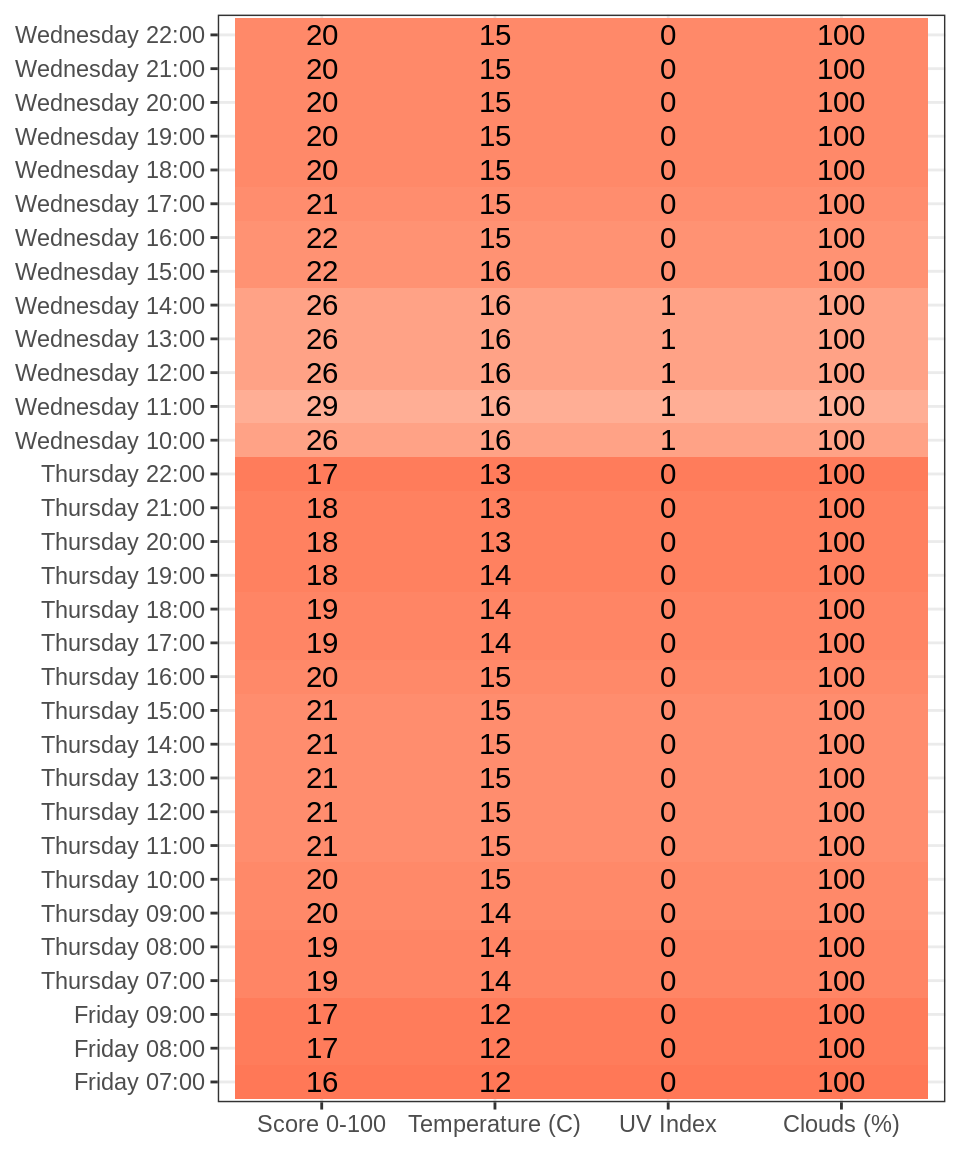 Wednesday 22:00 20 15 0 100
Wednesday 21:00 20 15 0 100
Wednesday 20:00 20 15 0 100
Wednesday 19:00 20 15 0 100
Wednesday 18:00 20 15 0 100
Wednesday 17:00 21 15 0 100
Wednesday 16:00 22 15 0 100
Wednesday 15:00 22 16 0 100
Wednesday 14:00 26 16 1 100
Wednesday 13:00 26 16 1 100
Wednesday 12:00 26 16 1 100
Wednesday 11:00 29 16 1 100
Wednesday 10:00 26 16 1 100
Thursday 22:00 17 13 0 100
Thursday 21:00 18 13 0 100
Thursday 20:00 18 13 0 100
Thursday 19:00 18 14 0 100
Thursday 18:00 19 14 0 100
Thursday 17:00 19 14 0 100
Thursday 16:00 20 15 0 100
Thursday 15:00 21 15 0 100
Thursday 14:00 21 15 0 100
Thursday 13:00 21 15 0 100
Thursday 12:00 21 15 0 100
Thursday 11:00 21 15 0 100
Thursday 10:00 20 15 0 100
Thursday 09:00 20 14 0 100
Thursday 08:00 19 14 0 100
Thursday 07:00 19 14 0 100
Friday 09:00 17 12 0 100
Friday 08:00 17 12 0 100
Friday 07:00 16 12 0 100
Score 0-100 Temperature (C) UV Index Clouds (%)